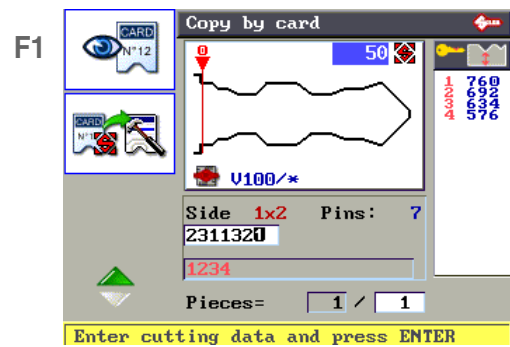 F1
CARD
N°12
CARD
Copy by card
0
50
V100/*
1 760
2 692
3 634
4 576
Side 1x2 Pins: 7
2311320
1234
Pieces= 1 / 1
Enter cutting data and press ENTER